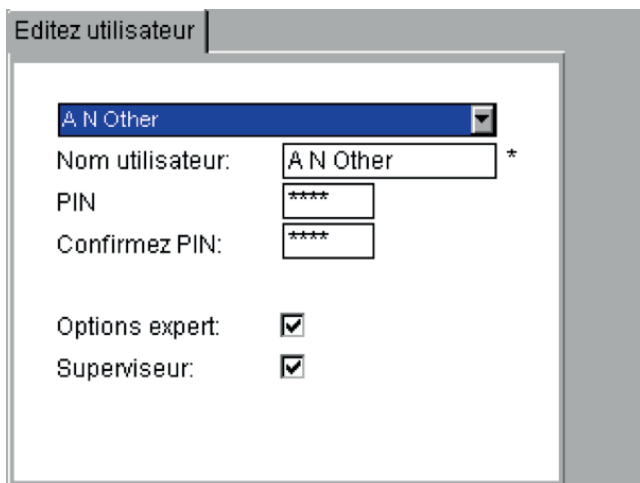 Editez utilisateur
A N Other
Nom utilisateur: A N Other *
PIN ****
Confirmez PIN: ****
Options expert:
Superviseur: